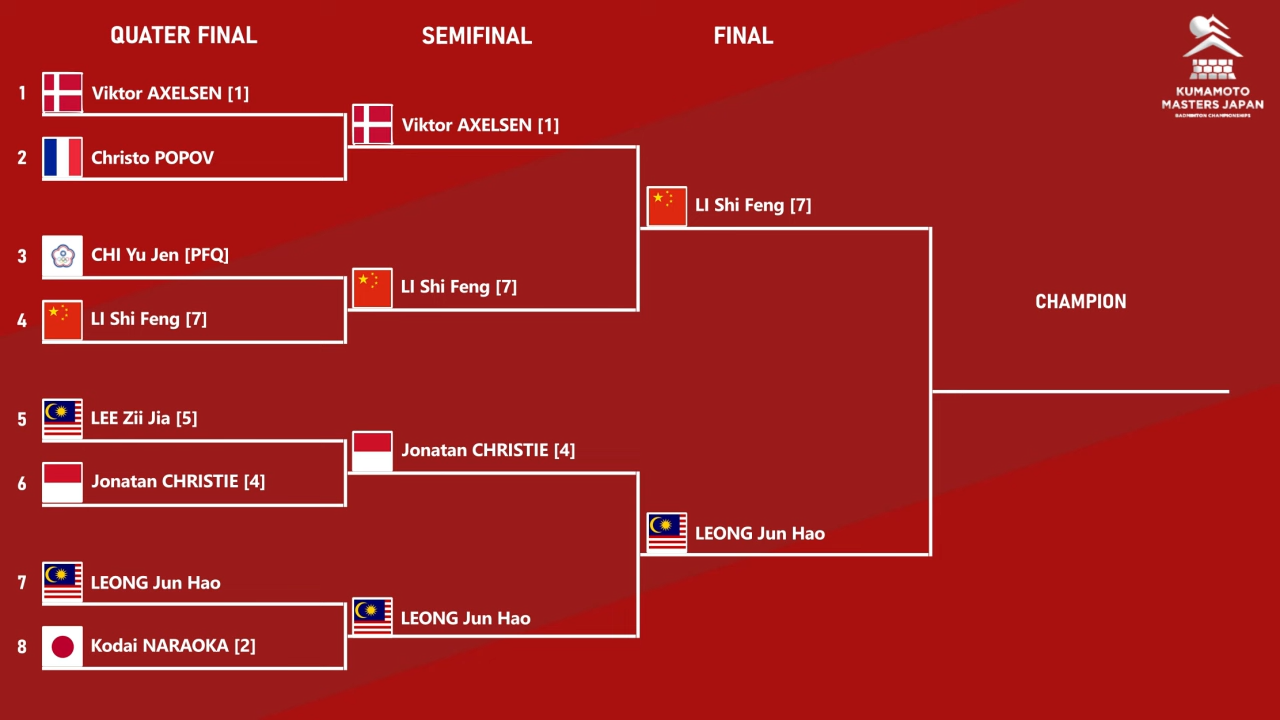 QUATER FINAL
SEMIFINAL
FINAL
KUMAMOTO
MASTERS JAPAN
BADMINTON CHAMPIONSHIPS
1 Viktor AXELSEN [1]
2 Christo POPOV
3 CHI Yu Jen [PFQ]
4 LI Shi Feng [7]
5 LEE Zii Jia [5]
6 Jonatan CHRISTIE [4]
7 LEONG Jun Hao
8 Kodai NARAOKA [2]
Viktor AXELSEN [1]
LI Shi Feng [7]
Jonatan CHRISTIE [4]
LEONG Jun Hao
LI Shi Feng [7]
LEONG Jun Hao
CHAMPION